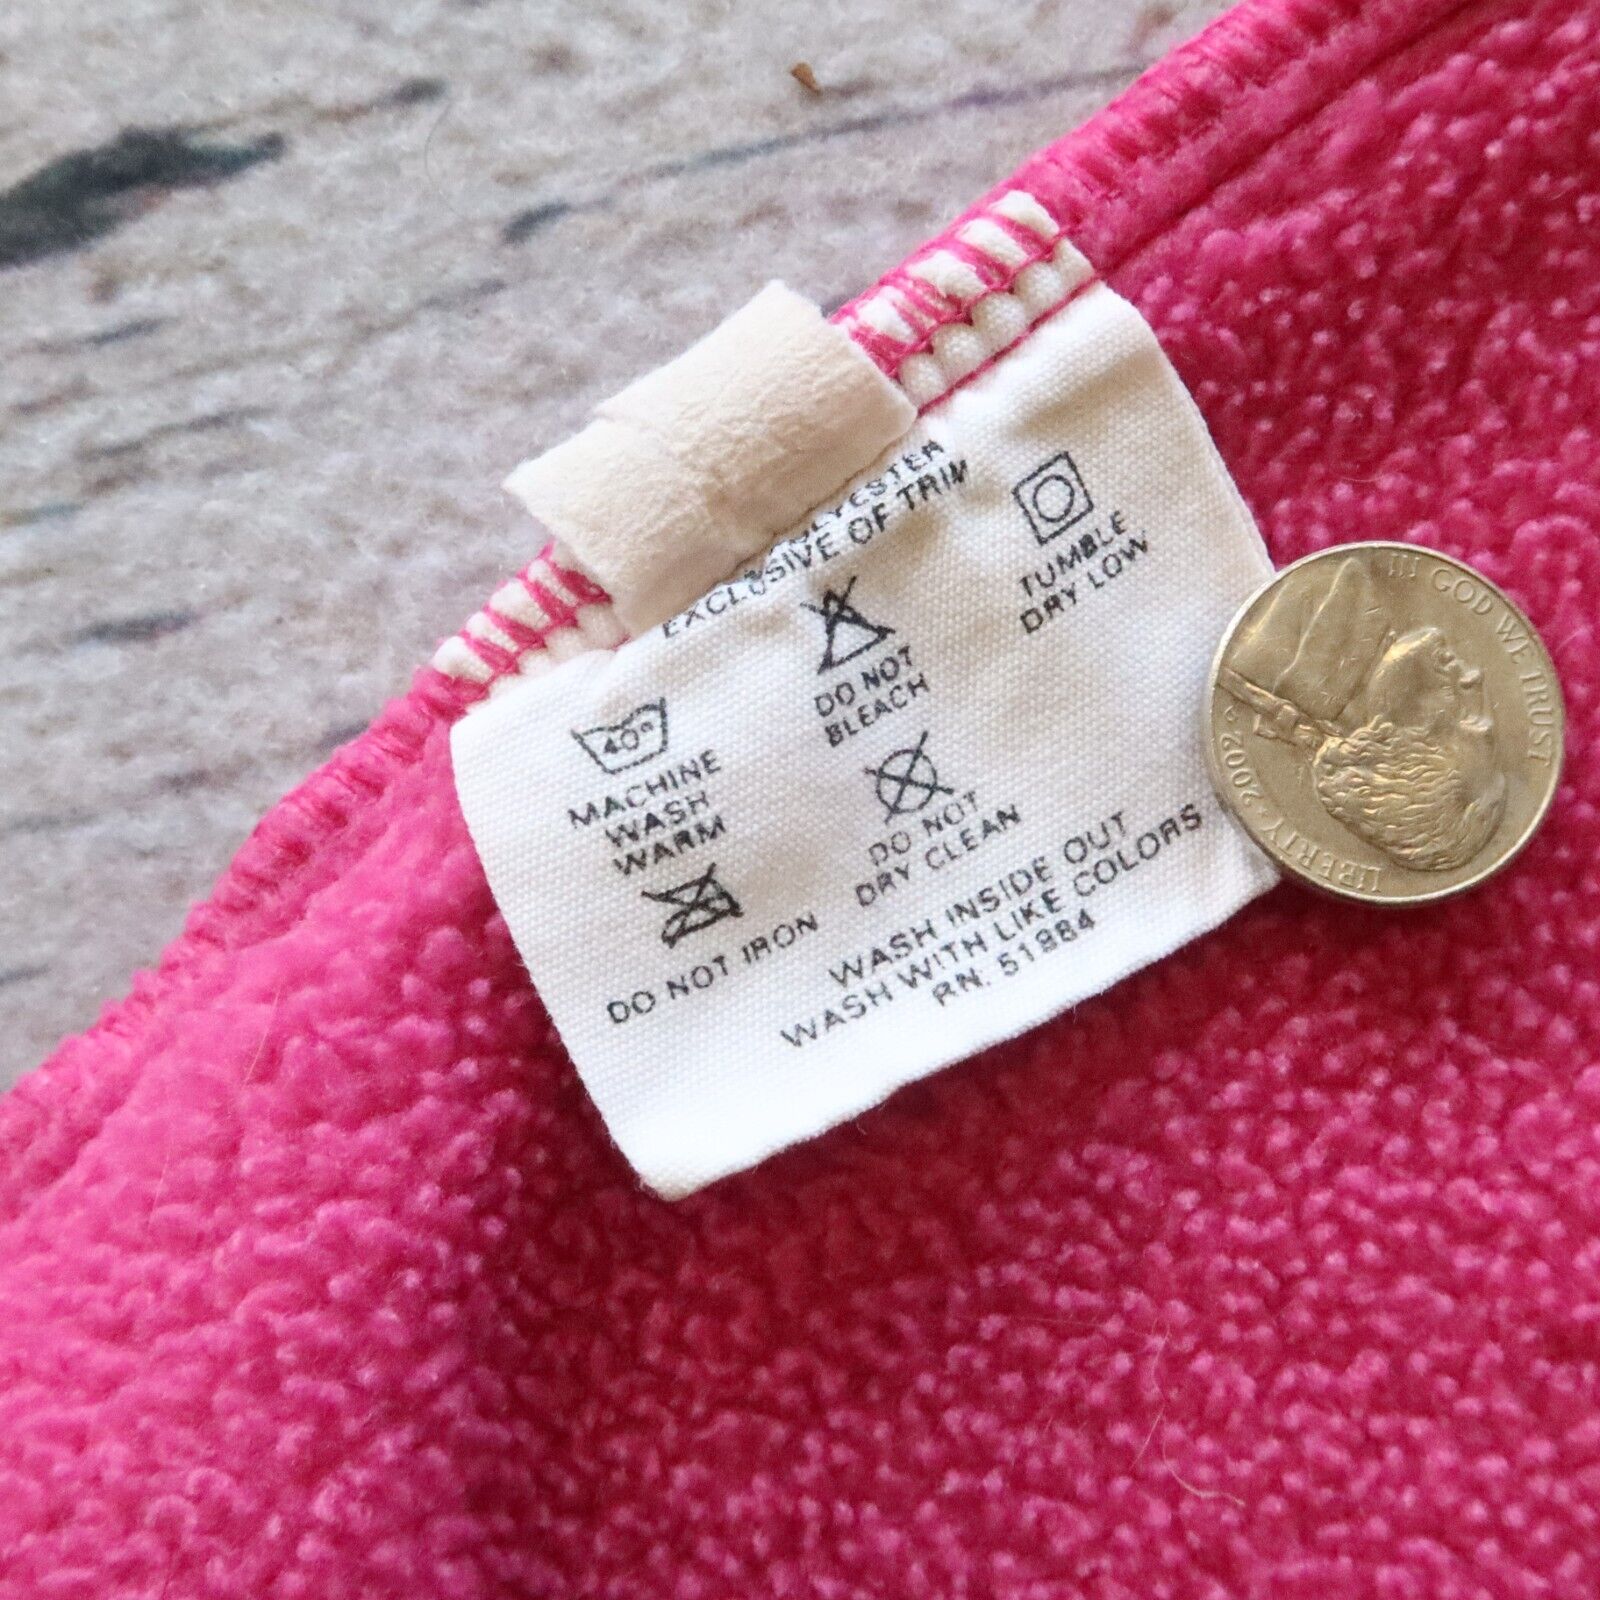 POLYESTER
EXCLUSIVE OF TRIM
40°
MACHINE
WASH
WARM
DO NOT
BLEACH
TUMBLE
DRY LOW
DO NOT IRON
DO NOT
DRY CLEAN
WASH INSIDE OUT
WASH WITH LIKE COLORS
RN. 51884
IN GOD WE TRUST
LIBERTY • 2002